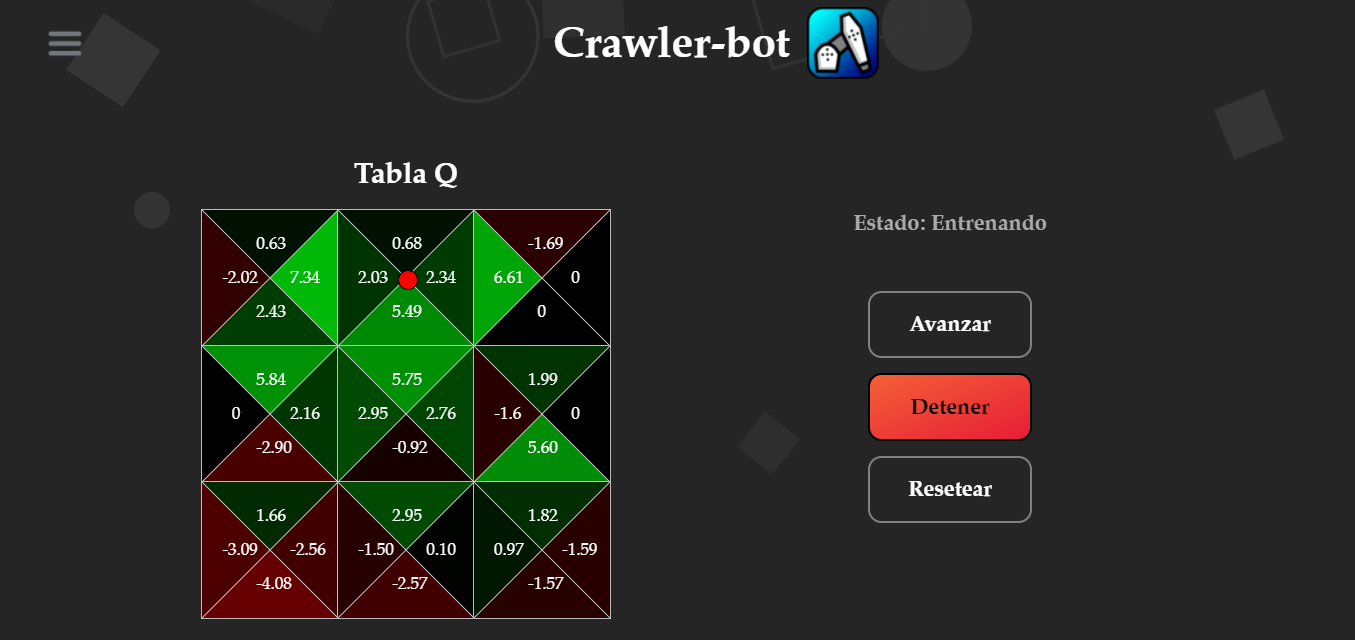 Crawler-bot
Tabla Q
Estado: Entrenando
0.63 0.68 -1.69
-2.02 7.34 2.03 2.34 6.61 0
2.43 5.49 0
5.84 5.75 1.99
0 2.16 2.95 2.76 -1.6 0
-2.90 -0.92 5.60
1.66 2.95 1.82
-3.09 -2.56 -1.50 0.10 0.97 -1.59
-4.08 -2.57 -1.57
Avanzar
Detener
Resetear